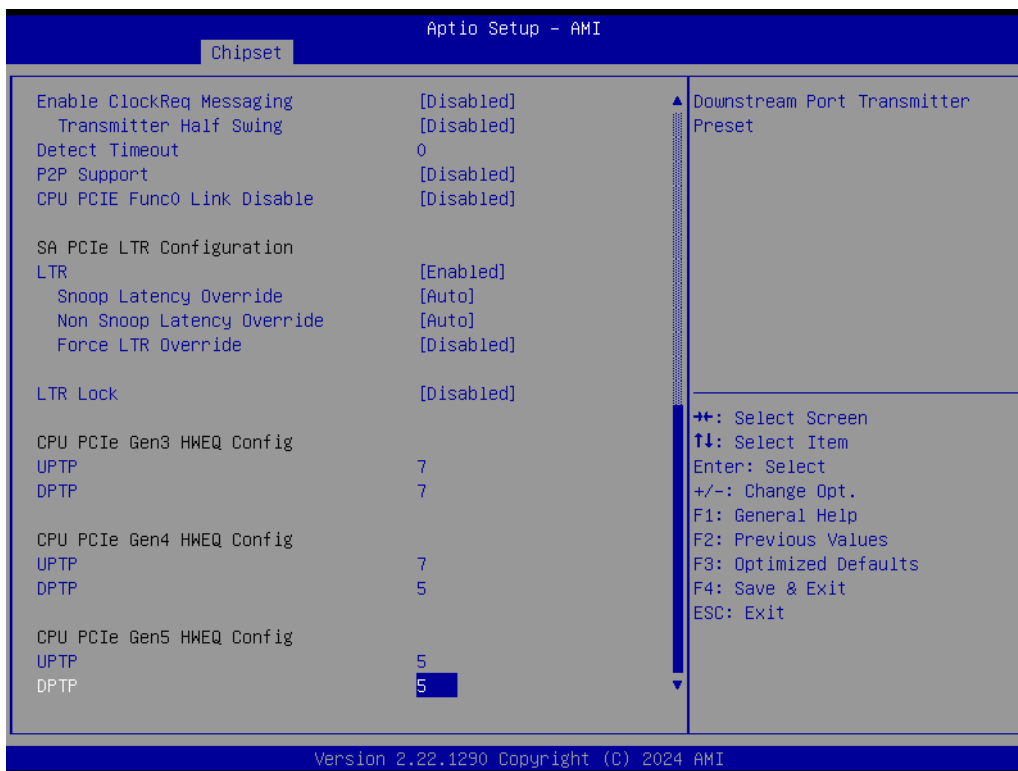 Aptio Setup - AMI
Chipset
Enable ClockReq Messaging [Disabled]
Transmitter Half Swing [Disabled]
Detect Timeout 0
P2P Support [Disabled]
CPU PCIE Func0 Link Disable [Disabled]
SA PCIe LTR Configuration
LTR [Enabled]
Snoop Latency Override [Auto]
Non Snoop Latency Override [Auto]
Force LTR Override [Disabled]
LTR Lock [Disabled]
CPU PCIe Gen3 HWEQ Config
UPTP 7
DPTP 7
CPU PCIe Gen4 HWEQ Config
UPTP 7
DPTP 5
CPU PCIe Gen5 HWEQ Config
UPTP 5
DPTP 5
Downstream Port Transmitter
Preset
→←: Select Screen
↑↓: Select Item
Enter: Select
+/-: Change Opt.
F1: General Help
F2: Previous Values
F3: Optimized Defaults
F4: Save & Exit
ESC: Exit
Version 2.22.1290 Copyright (C) 2024 AMI